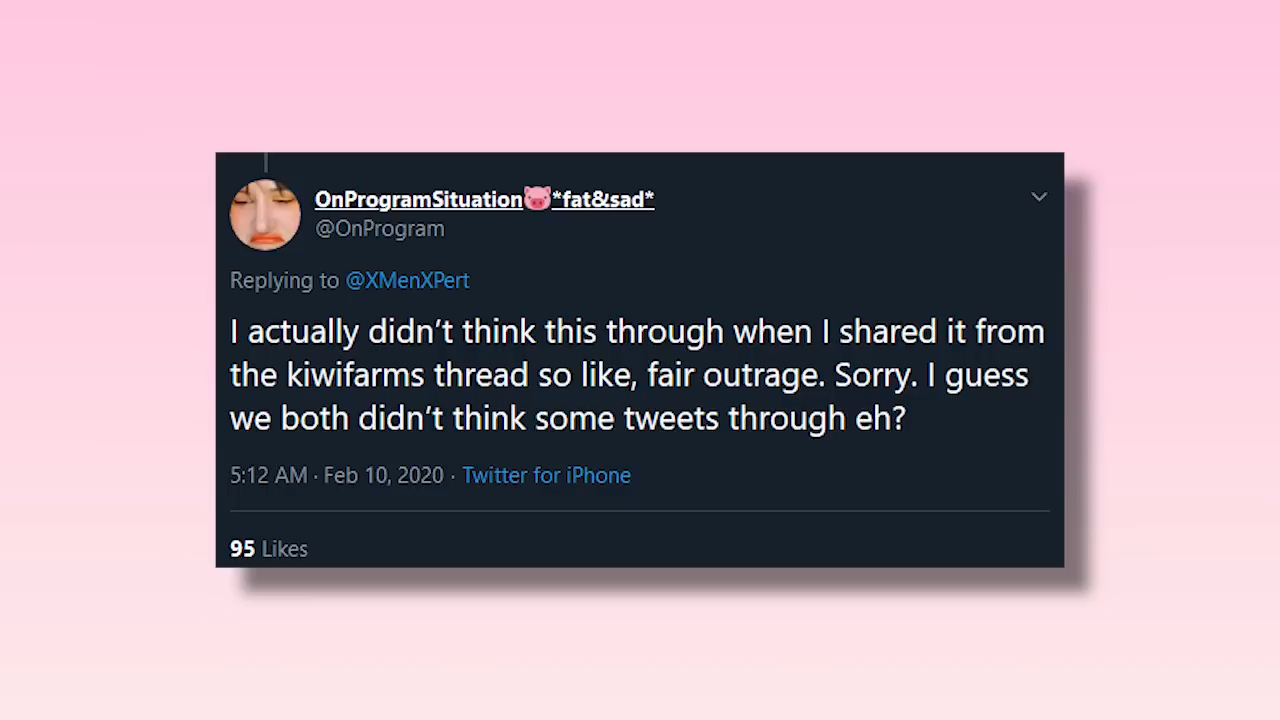 OnProgramSituation🐷*fat&sad*
@OnProgram
Replying to @XMenXPert
I actually didn’t think this through when I shared it from
the kiwifarms thread so like, fair outrage. Sorry. I guess
we both didn’t think some tweets through eh?
5:12 AM · Feb 10, 2020 · Twitter for iPhone
95 Likes